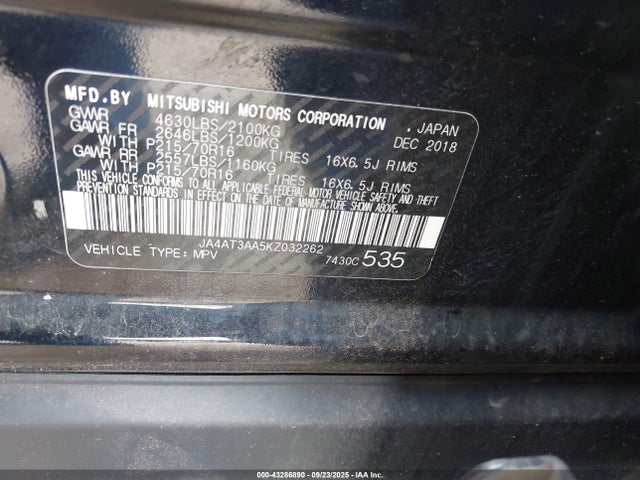 MFD.BY MITSUBISHI MOTORS CORPORATION , JAPAN
GVWR 4630LBS/2100KG DEC 2018
GAWR FR 2646LBS/1200KG
WITH P215/70R16 TIRES 16X6.5J RIMS
GAWR RR 2557LBS/1160KG
WITH P215/70R16 TIRES 16X6.5J RIMS
THIS VEHICLE CONFORMS TO ALL APPLICABLE FEDERAL MOTOR VEHICLE SAFETY AND THEFT
PREVENTION STANDARDS IN EFFECT ON THE DATE OF MANUFACTURE SHOWN ABOVE.
JA4AT3AA5KZ032262
VEHICLE TYPE: MPV 7430C 535
000-43286890 - 09/23/2025 - IAA Inc.